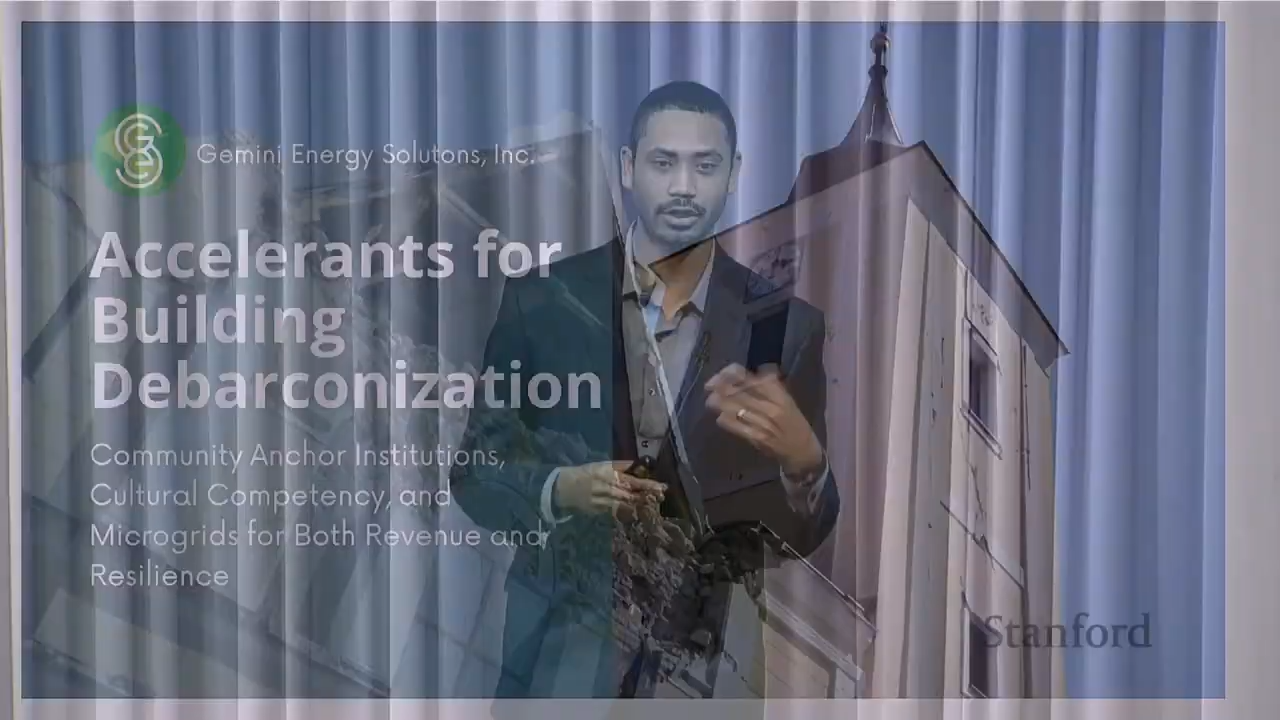 Gemini Energy Solutons, Inc.
Accelerants for
Building
Debarconization
Community Anchor Institutions,
Cultural Competency, and
Microgrids for Both Revenue and
Resilience
Stanford